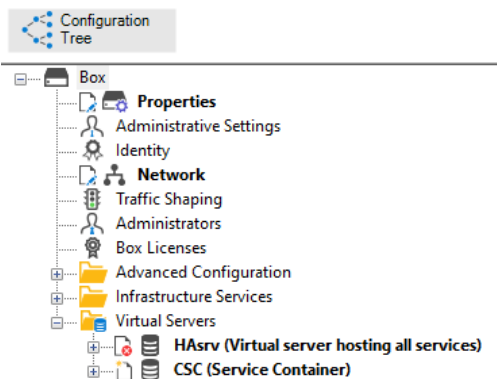 Configuration
Tree
Box
Properties
Administrative Settings
Identity
Network
Traffic Shaping
Administrators
Box Licenses
Advanced Configuration
Infrastructure Services
Virtual Servers
HAsrv (Virtual server hosting all services)
CSC (Service Container)